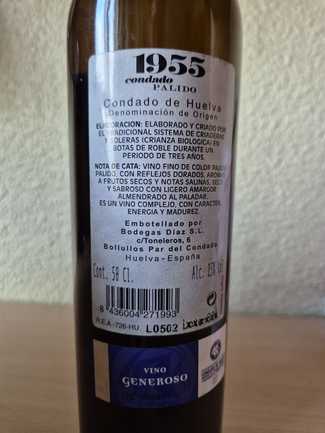 1955
condado
PALIDO
Condado de Huelva
Denominación de Origen
ELABORACION: ELABORADO Y CRIADO POR
EL TRADICIONAL SISTEMA DE CRIADERAS
Y SOLERAS (CRIANZA BIOLOGICA) EN
BOTAS DE ROBLE DURANTE UN
PERIODO DE TRES AÑOS.
NOTA DE CATA: VINO FINO DE COLOR PAJIZO
PALIDO, CON REFLEJOS DORADOS, AROMA
A FRUTOS SECOS Y NOTAS SALINAS, SECO
Y SABROSO CON LIGERO AMARGOR
ALMENDRADO AL PALADAR.
ES UN VINO COMPLEJO, CON CARACTER,
ENERGIA Y MADUREZ.
Embotellado por
Bodegas Díaz S.L.
c/Toneleros, 6
Bollullos Par del Condado
Huelva-España
Cont. 50 Cl.
Alc. 15% Vol
8 436004 271993
R.E.A.-726-HU
L0502
VINO
GENEROSO